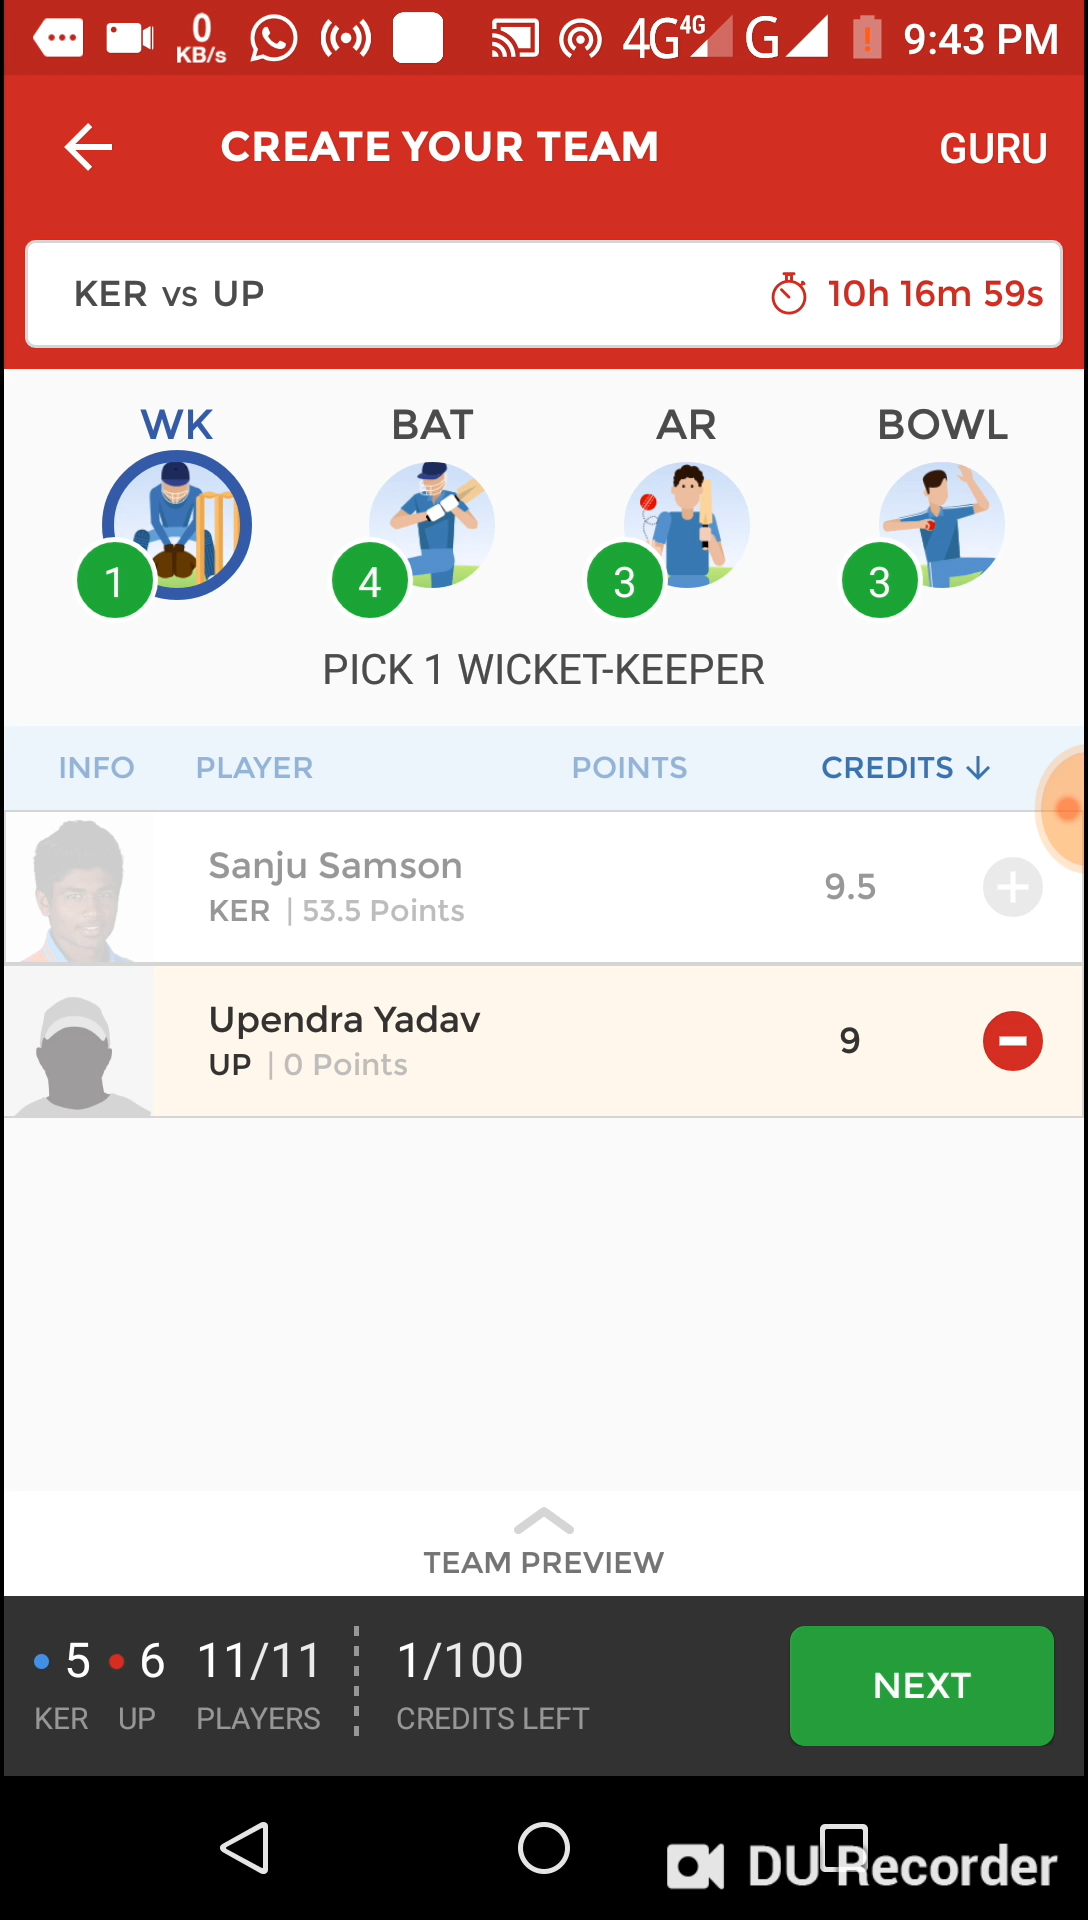 0 KB/s 4G 4G G 9:43 PM
CREATE YOUR TEAM GURU
KER vs UP 10h 16m 59s
WK BAT AR BOWL
1 4 3 3
PICK 1 WICKET-KEEPER
INFO PLAYER POINTS CREDITS
Sanju Samson
KER | 53.5 Points
9.5
Upendra Yadav
UP | 0 Points
9
TEAM PREVIEW
5 6 11/11 1/100
KER UP PLAYERS CREDITS LEFT
NEXT
DU Recorder